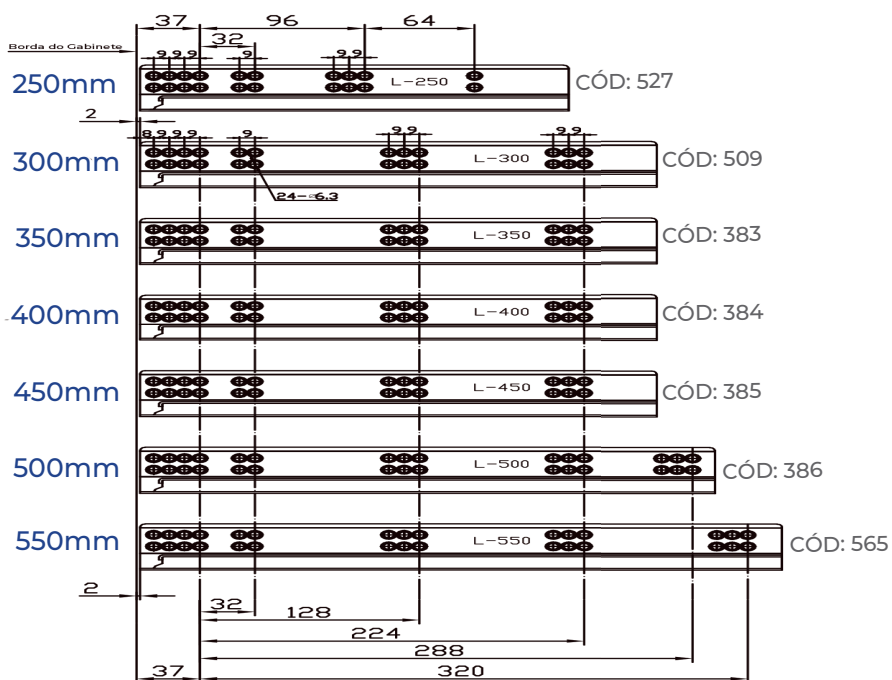 37 96 64
32
Borda do Gabinete
9 9 9 9 9 9
250mm L-250 CÓD: 527
2
8 9 9 9 9 9 9 9 9
300mm L-300 CÓD: 509
24-⌀6.3
350mm L-350 CÓD: 383
400mm L-400 CÓD: 384
450mm L-450 CÓD: 385
500mm L-500 CÓD: 386
550mm L-550 CÓD: 565
2
32
128
224
288
37 320